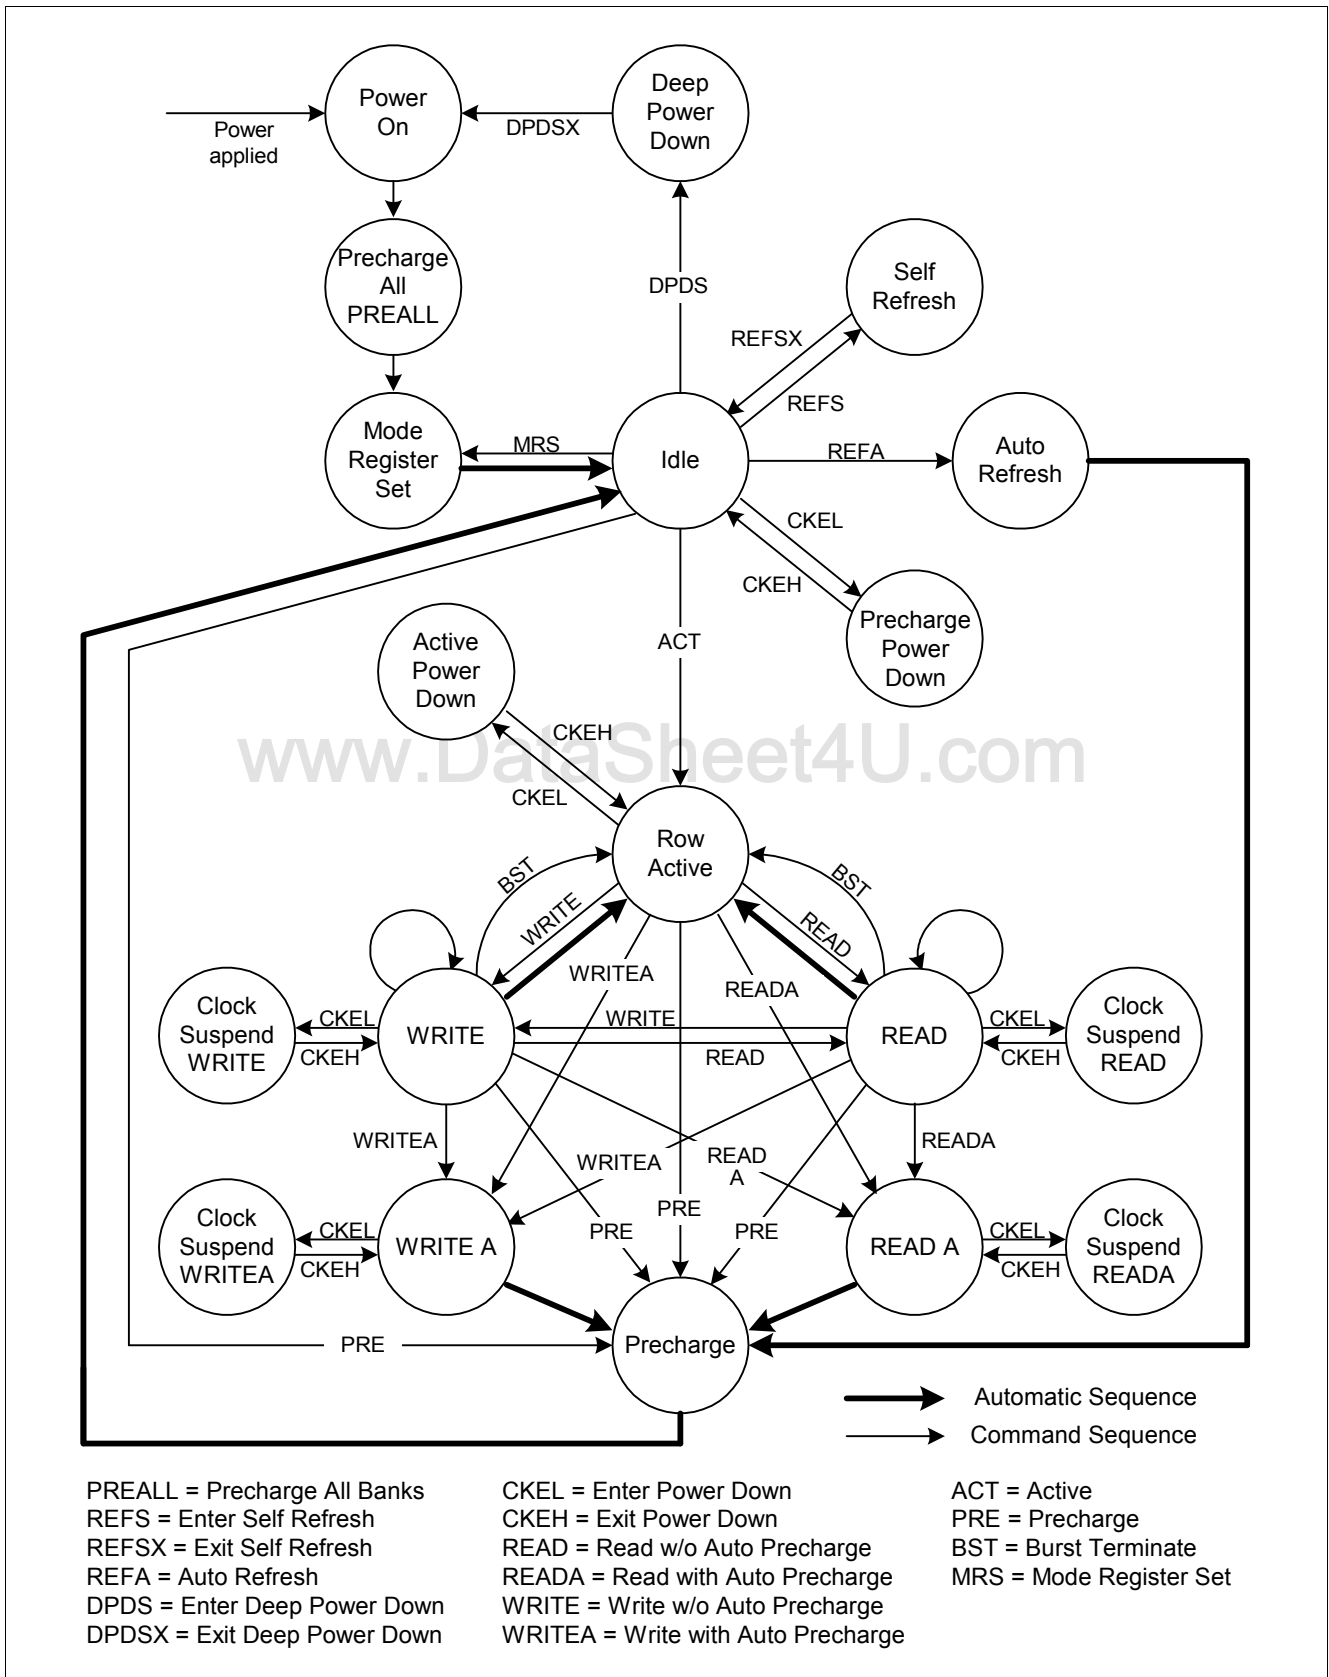 Power
On
Deep
Power
Down
Power
applied
DPDSX
Precharge
All
PREALL
DPDS
Self
Refresh
REFSX
REFS
Mode
Register
Set
MRS
Idle
REFA
Auto
Refresh
CKEL
CKEH
Precharge
Power
Down
ACT
Active
Power
Down
CKEH
CKEL
www.DataSheet4U.com
Row
Active
BST
WRITE
READ
BST
WRITEA
READA
Clock
Suspend
WRITE
CKEL
CKEH
WRITE
WRITE
READ
READ
CKEL
CKEH
Clock
Suspend
READ
WRITEA
WRITEA
READ
A
READA
Clock
Suspend
WRITEA
CKEL
CKEH
WRITE A
PRE
PRE
PRE
READ A
CKEL
CKEH
Clock
Suspend
READA
PRE
Precharge
Automatic Sequence
Command Sequence
PREALL = Precharge All Banks
REFS = Enter Self Refresh
REFSX = Exit Self Refresh
REFA = Auto Refresh
DPDS = Enter Deep Power Down
DPDSX = Exit Deep Power Down
CKEL = Enter Power Down
CKEH = Exit Power Down
READ = Read w/o Auto Precharge
READA = Read with Auto Precharge
WRITE = Write w/o Auto Precharge
WRITEA = Write with Auto Precharge
ACT = Active
PRE = Precharge
BST = Burst Terminate
MRS = Mode Register Set